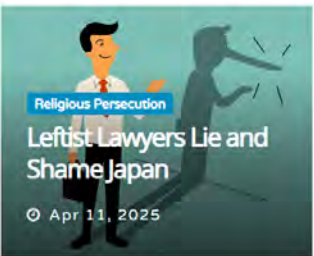 Religious Persecution
Leftist Lawyers Lie and
Shame Japan
Apr 11, 2025